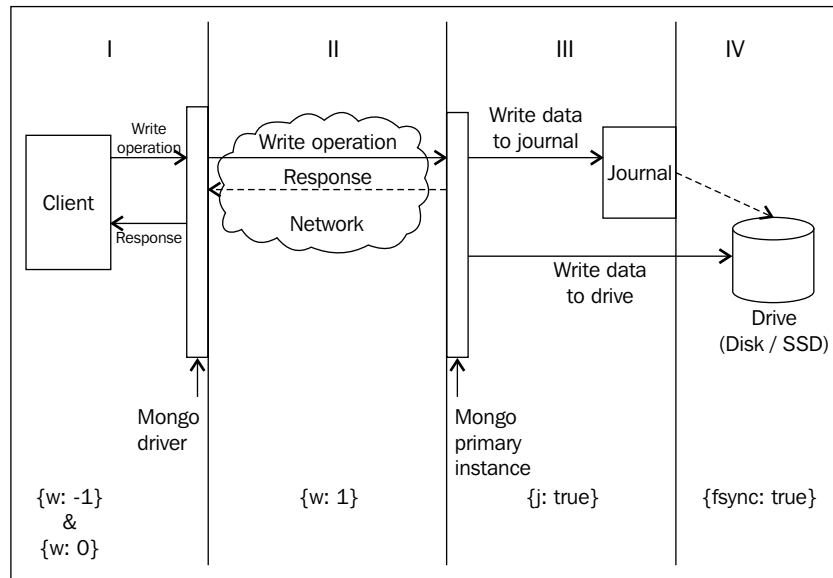 I
II
III
IV
Write
operation
Client
Response
Write operation
Response
Network
Write data
to journal
Journal
Write data
to drive
Drive
(Disk / SSD)
Mongo
driver
Mongo
primary
instance
{w: -1}
&
{w: 0}
{w: 1}
{j: true}
{fsync: true}